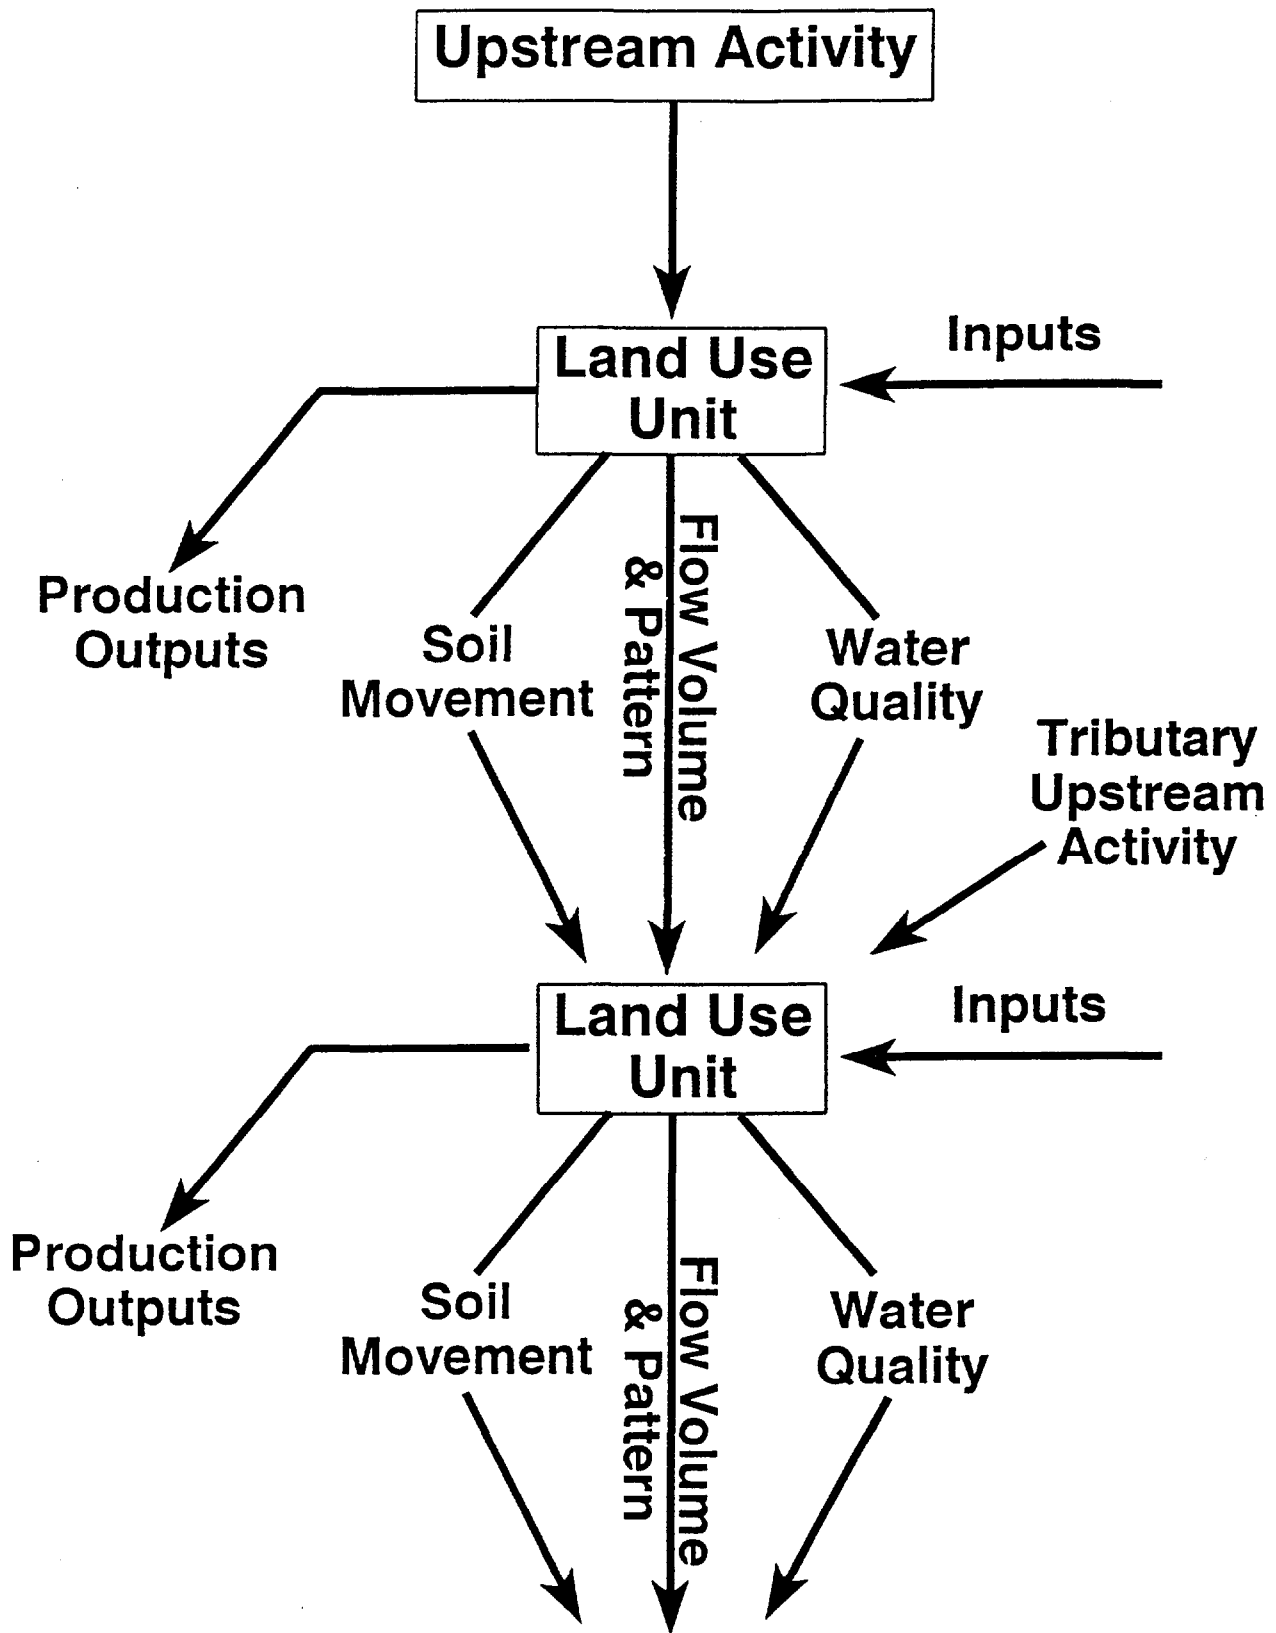 Upstream Activity
Inputs
Land Use
Unit
Flow Volume
& Pattern
Production
Outputs
Soil
Movement
Water
Quality
Tributary
Upstream
Activity
Inputs
Land Use
Unit
Flow Volume
& Pattern
Production
Outputs
Soil
Movement
Water
Quality